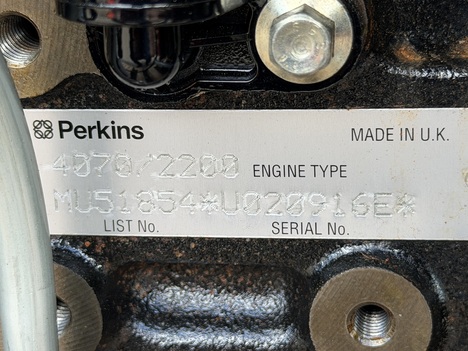 Perkins
MADE IN U.K.
4070/2200 ENGINE TYPE
MU51854*U020916E*
LIST No. SERIAL No.